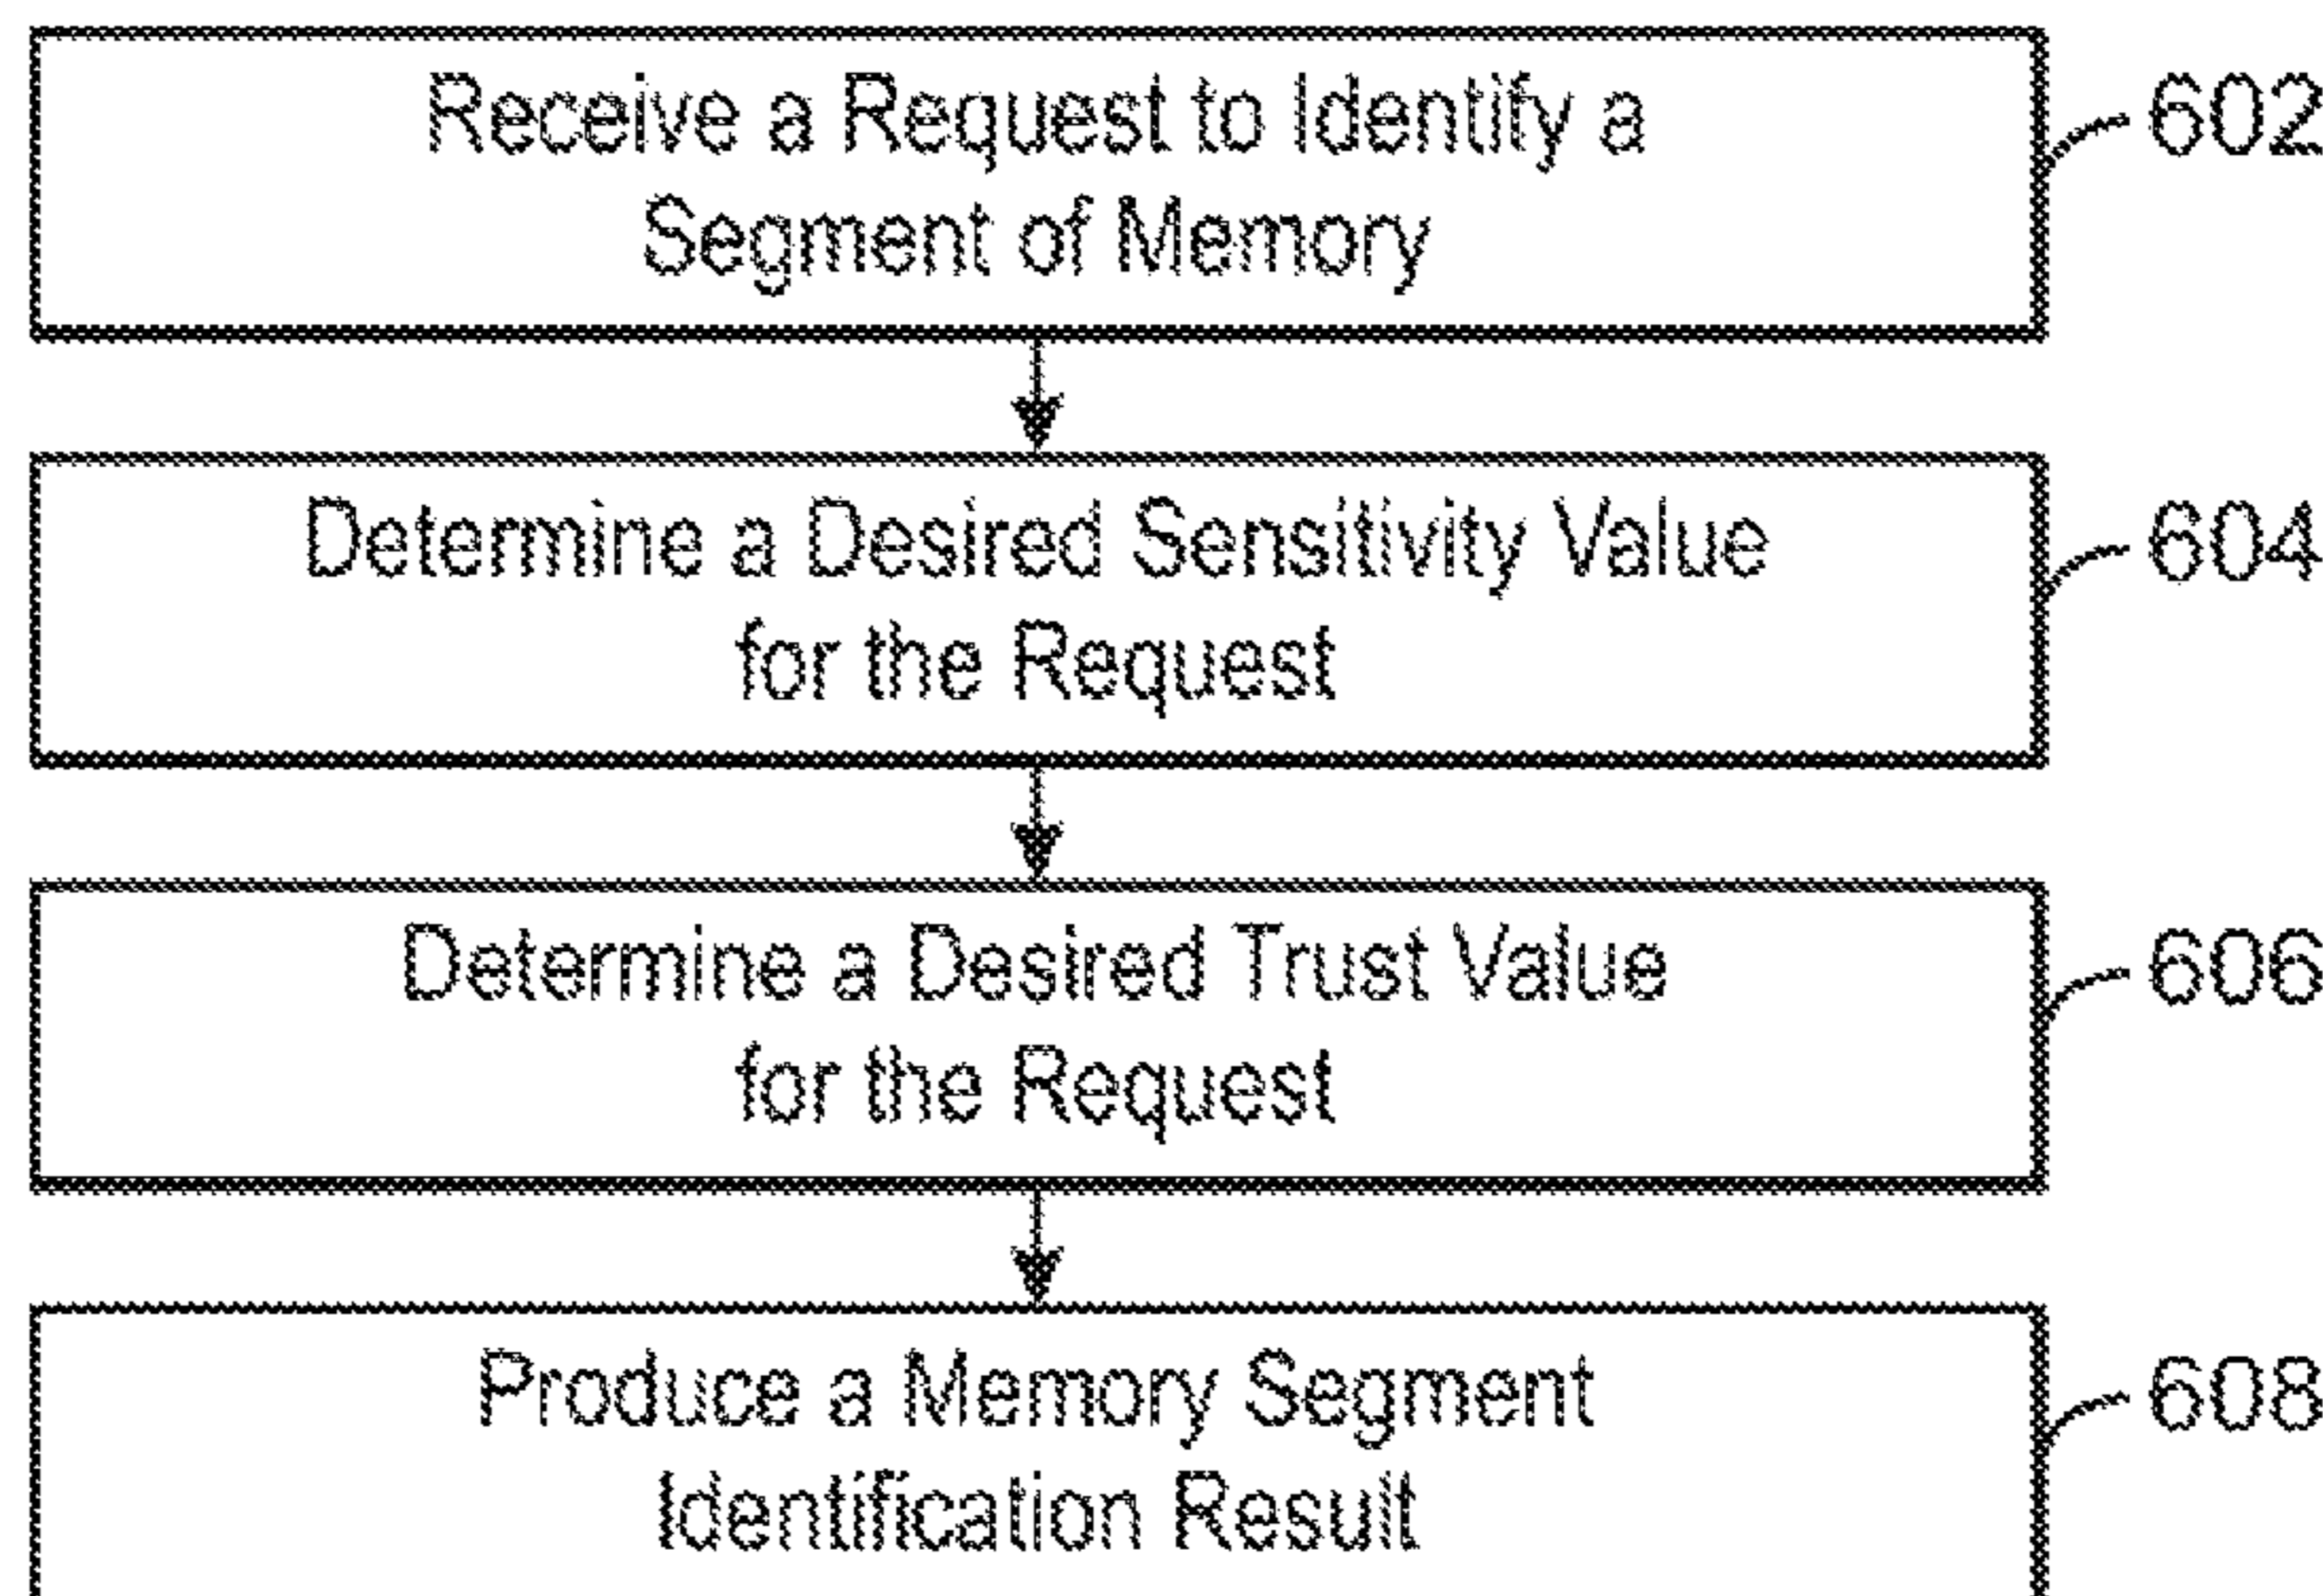 Receive a Request to Identify a
Segment of Memory
602
Determine a Desired Sensitivity Value
for the Request
604
Determine a Desired Trust Value
for the Request
606
Produce a Memory Segment
Identification Result
608